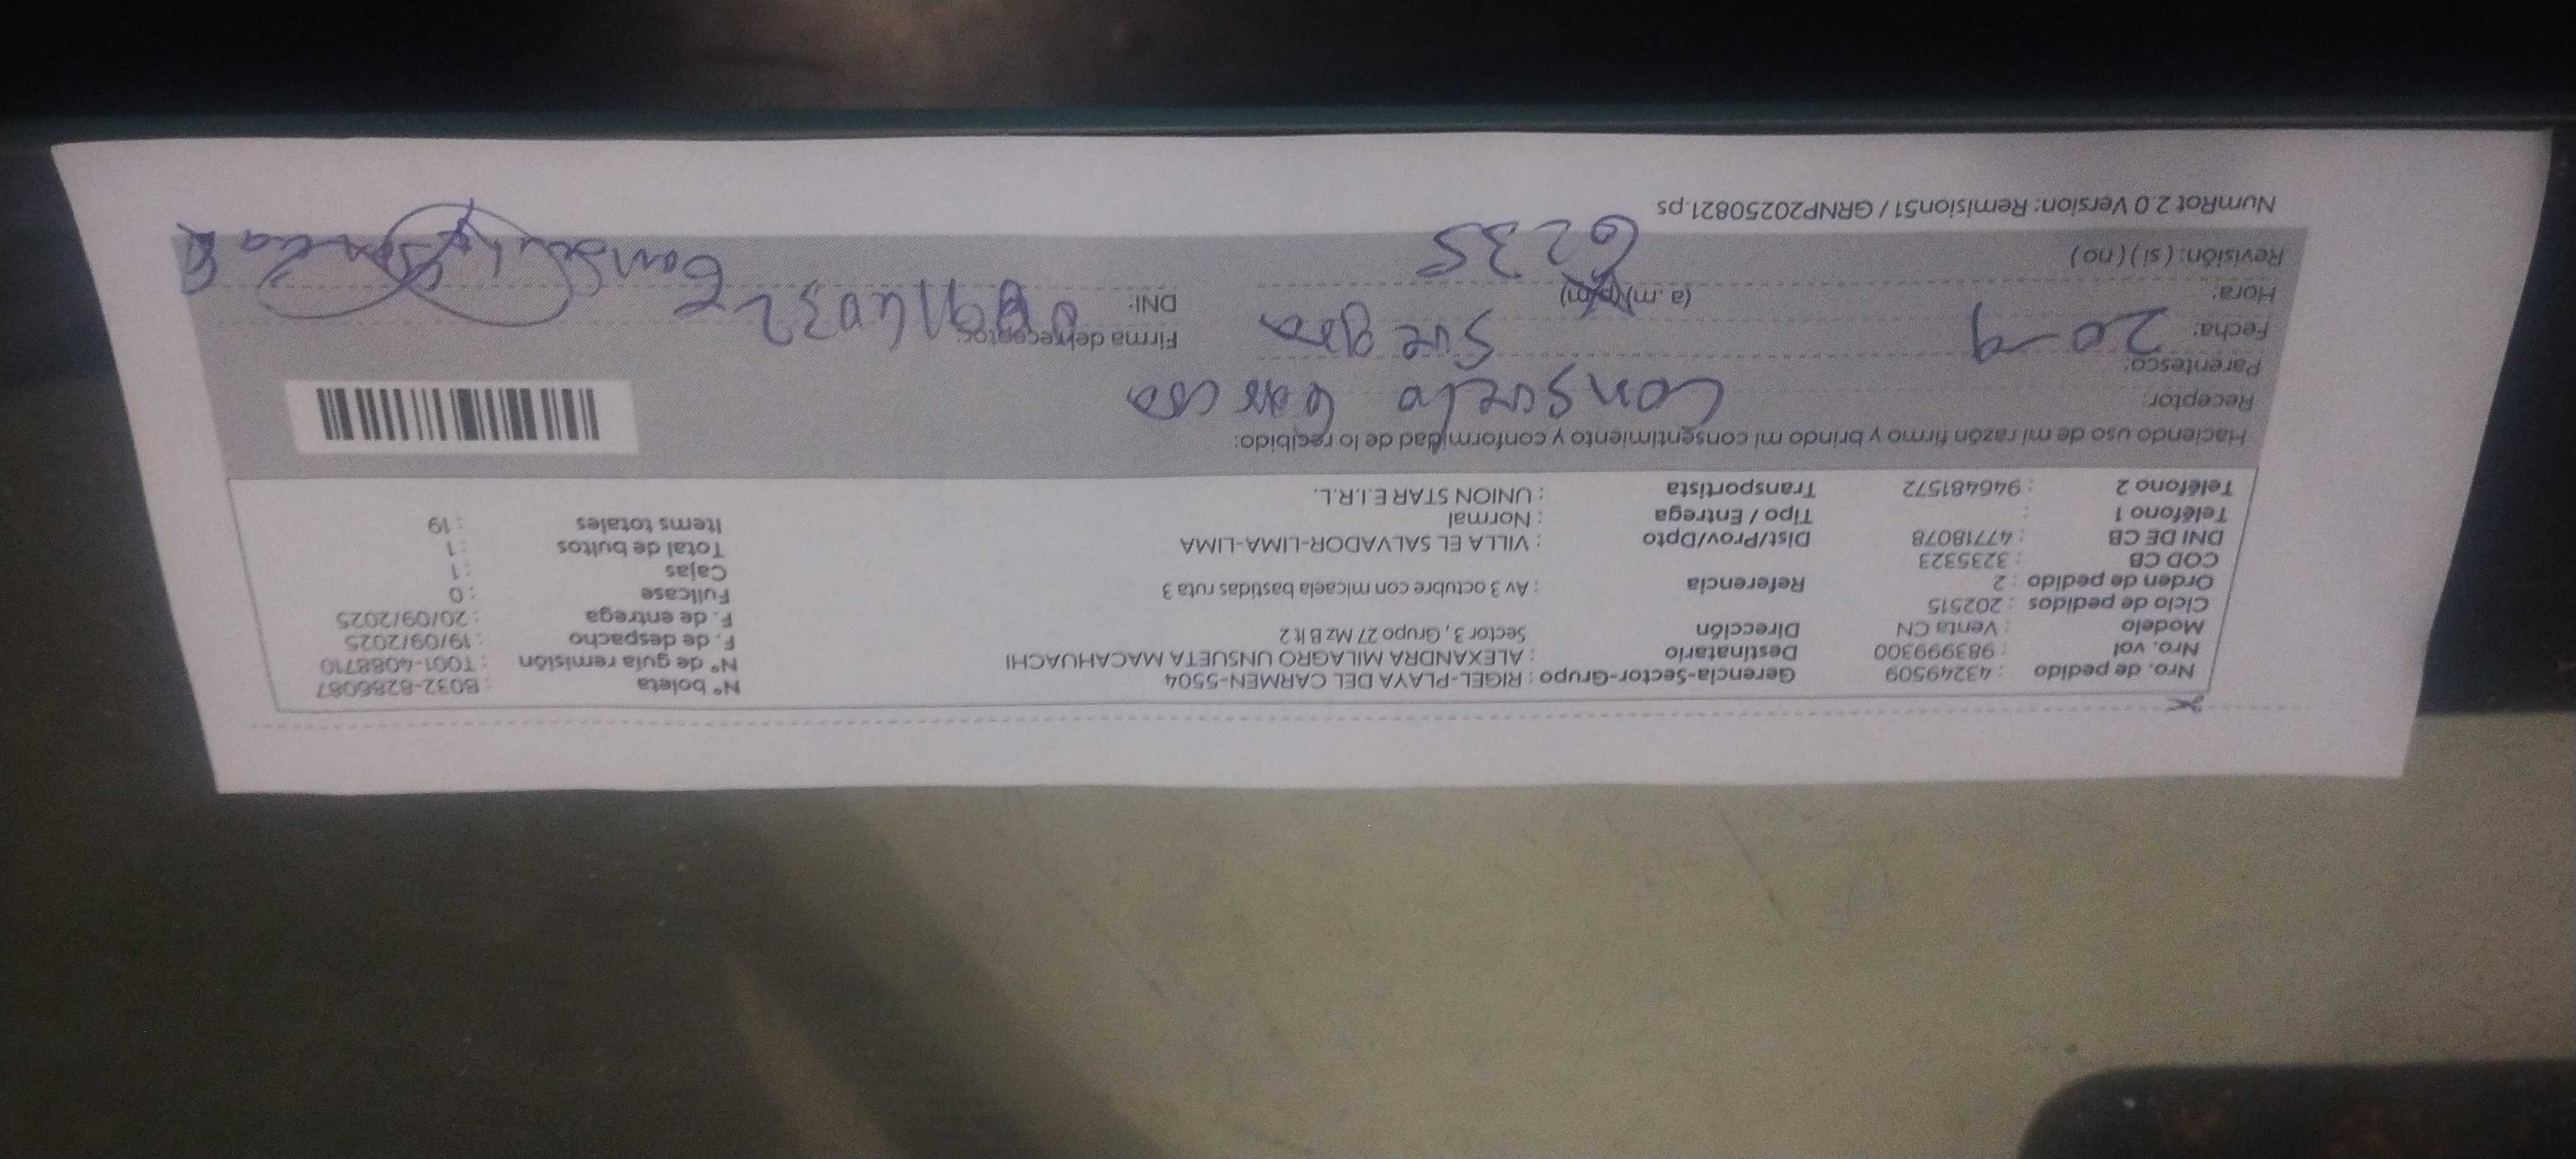 Nro. de pedido : 43249509 Gerencia-Sector-Grupo : RIGEL-PLAYA DEL CARMEN-5504 N° boleta : B032-8286087
Nro. vol : 983999300 Destinatario : ALEXANDRA MILAGRO UNSUETA MACAHUACHI N° de guía remisión : T001-4088710
Modelo : Venta CN Dirección Sector 3, Grupo 27 Mz B lt 2 F. de despacho : 19/09/2025
Ciclo de pedidos : 202515 F. de entrega : 20/09/2025
Orden de pedido : 2 Referencia : Av 3 octubre con micaela bastidas ruta 3 Fullcase : 0
COD CB : 3235323 Cajas : 1
DNI DE CB : 47718078 Dist/Prov/Dpto : VILLA EL SALVADOR-LIMA-LIMA Total de bultos : 1
Teléfono 1 : Tipo / Entrega : Normal Items totales : 19
Teléfono 2 : 946481572 Transportista : UNION STAR E.I.R.L.
Haciendo uso de mi razón firmo y brindo mi consentimiento y conformidad de lo recibido:
Receptor: Consuelo
Parentesco: Suegra
Fecha: 20-9 Firma del receptor:
Hora: (a.m) (p.m) 6235 DNI:
Revisión: (si) (no)
NumRot 2.0 Version: Remision51 / GRNP20250821.ps